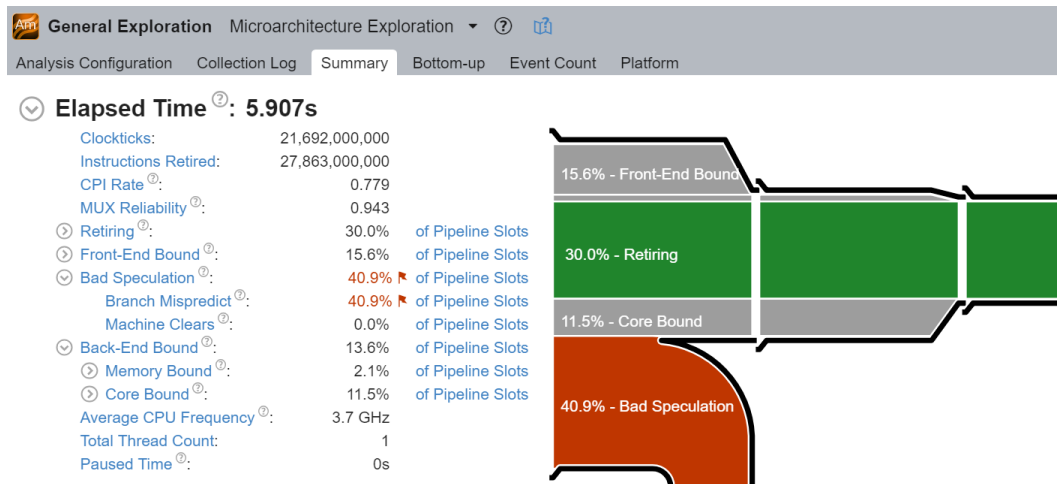 Am General Exploration Microarchitecture Exploration ?
Analysis Configuration Collection Log Summary Bottom-up Event Count Platform
Elapsed Time ?: 5.907s
Clockticks: 21,692,000,000
Instructions Retired: 27,863,000,000
CPI Rate ?: 0.779
MUX Reliability ?: 0.943
Retiring ?: 30.0% of Pipeline Slots
Front-End Bound ?: 15.6% of Pipeline Slots
Bad Speculation ?: 40.9% of Pipeline Slots
Branch Mispredict ?: 40.9% of Pipeline Slots
Machine Clears ?: 0.0% of Pipeline Slots
Back-End Bound ?: 13.6% of Pipeline Slots
Memory Bound ?: 2.1% of Pipeline Slots
Core Bound ?: 11.5% of Pipeline Slots
Average CPU Frequency ?: 3.7 GHz
Total Thread Count: 1
Paused Time ?: 0s
15.6% - Front-End Bound
30.0% - Retiring
11.5% - Core Bound
40.9% - Bad Speculation